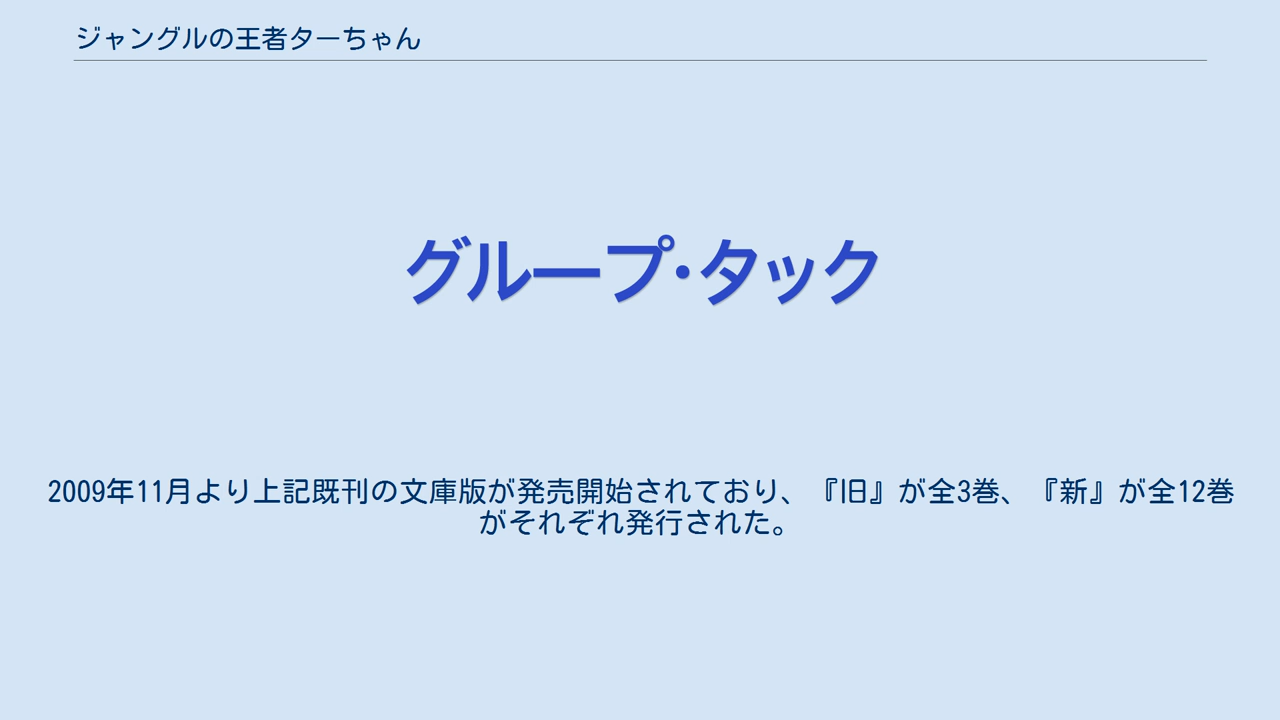 ジャングルの王者ターちゃん
グループ・タック
2009年11月より上記既刊の文庫版が発売開始されており、『旧』が全3巻、『新』が全12巻
がそれぞれ発行された。